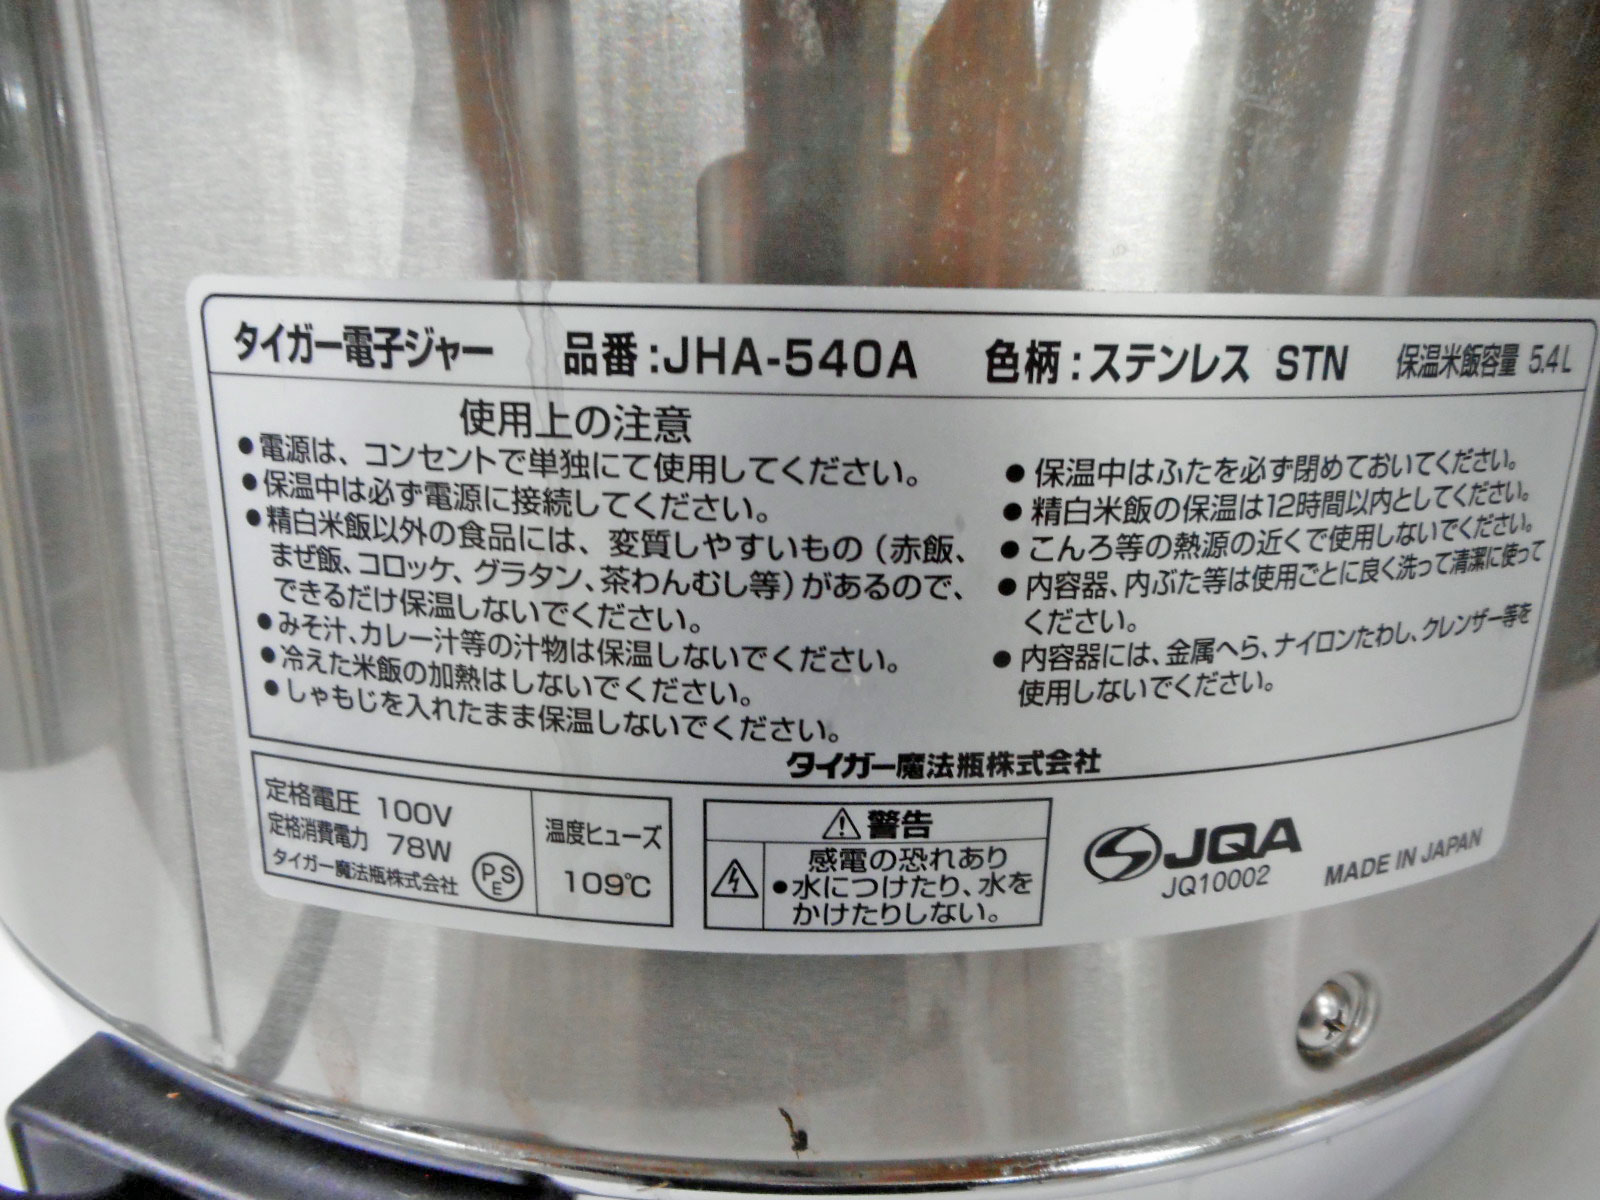 タイガー電子ジャー 品番:JHA-540A 色柄:ステンレス STN 保温米飯容量 5.4L
使用上の注意
●電源は、コンセントで単独にて使用してください。
●保温中は必ず電源に接続してください。
●精白米飯以外の食品には、変質しやすいもの(赤飯、
まぜ飯、コロッケ、グラタン、茶わんむし等)があるので、
できるだけ保温しないでください。
●みそ汁、カレー汁等の汁物は保温しないでください。
●冷えた米飯の加熱はしないでください。
●しゃもじを入れたまま保温しないでください。
●保温中はふたを必ず閉めておいてください。
●精白米飯の保温は12時間以内としてください。
●こんろ等の熱源の近くで使用しないでください。
●内容器、内ぶた等は使用ごとに良く洗って清潔に使って
ください。
●内容器には、金属へら、ナイロンたわし、クレンザー等を
使用しないでください。
タイガー魔法瓶株式会社
定格電圧 100V
定格消費電力 78W
タイガー魔法瓶株式会社
PSE
温度ヒューズ
109℃
⚠警告
感電の恐れあり
●水につけたり、水を
かけたりしない。
JQA
JQ10002
MADE IN JAPAN